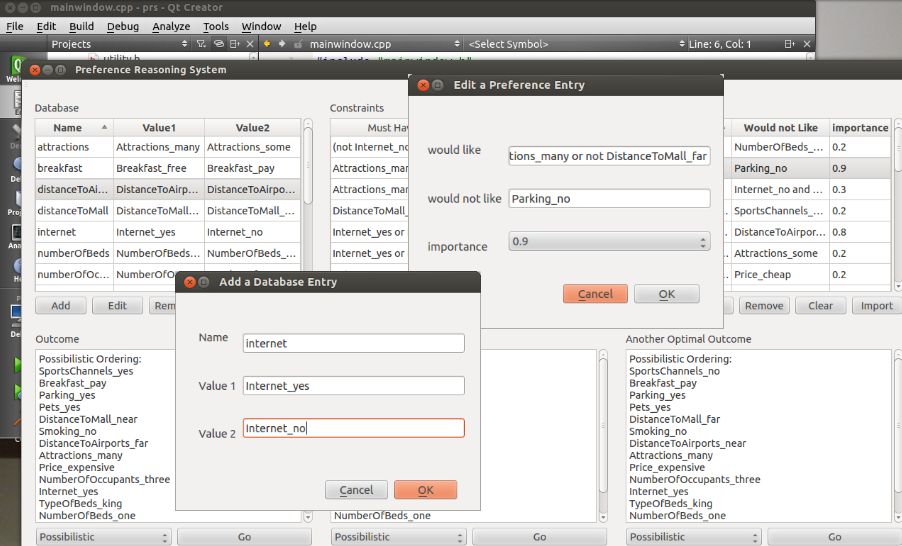 mainwindow.cpp - prs - Qt Creator
File Edit Build Debug Analyze Tools Window Help
Projects mainwindow.cpp <Select Symbol> Line: 6, Col: 1
utility.h
Preference Reasoning System
Database
Name Value1 Value2
attractions Attractions_many Attractions_some
breakfast Breakfast_free Breakfast_pay
distanceToAi... DistanceToAirp... DistanceToAirpo...
distanceToMall DistanceToMall... DistanceToMall_...
internet Internet_yes Internet_no
numberOfBeds NumberOfBeds... NumberOfBeds_...
numberOfOc...
Add Edit
Constraints
(not Internet_no
Attractions_ma
Attractions_ma
DistanceToMall_
Internet_yes or
Internet_yes or
Attractions_ma
Would not Like importance
NumberOfBeds_... 0.2
Parking_no 0.9
Internet_no and ... 0.3
SportsChannels_... 0.2
DistanceToAirpor... 0.8
Attractions_some 0.2
Price_cheap 0.2
Remove Clear Import
Edit a Preference Entry
would like tions_many or not DistanceToMall_far
would not like Parking_no
importance 0.9
Cancel OK
Add a Database Entry
Name internet
Value 1 Internet_yes
Value 2 Internet_no
Cancel OK
Outcome
Possibilistic Ordering:
SportsChannels_yes
Breakfast_pay
Parking_yes
Pets_yes
DistanceToMall_near
Smoking_no
DistanceToAirports_far
Attractions_many
Price_expensive
NumberOfOccupants_three
Internet_yes
TypeOfBeds_king
NumberOfBeds_one
Possibilistic Go
NumberOfBeds_one
Possibilistic Go
Another Optimal Outcome
Possibilistic Ordering:
SportsChannels_no
Breakfast_pay
Parking_yes
Pets_yes
DistanceToMall_far
Smoking_no
DistanceToAirports_near
Attractions_many
Price_expensive
NumberOfOccupants_three
Internet_yes
TypeOfBeds_king
NumberOfBeds_one
Possibilistic Go